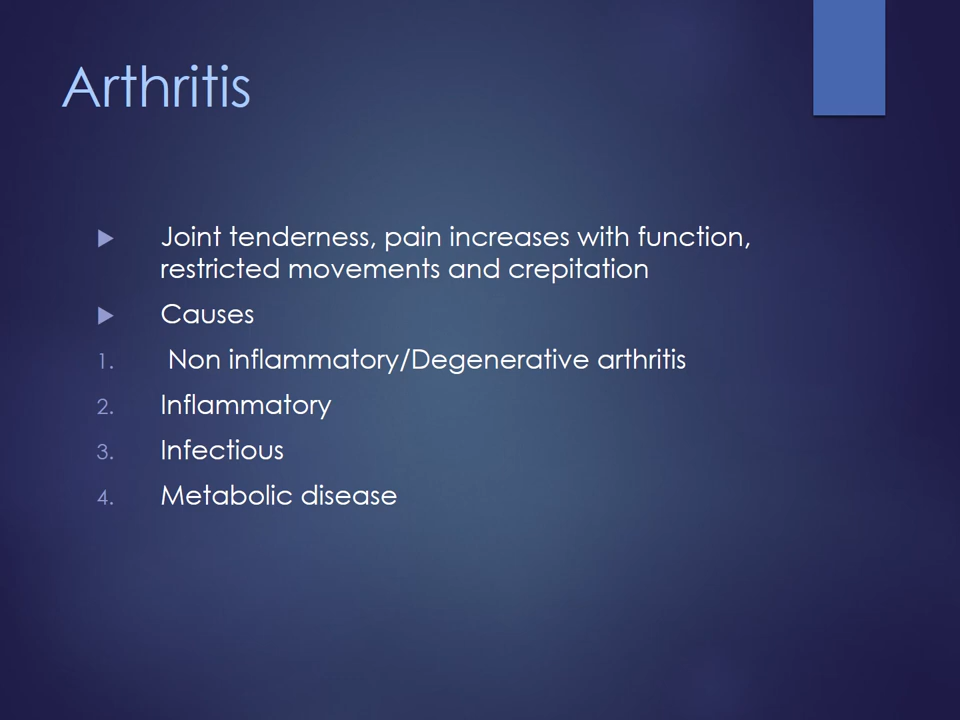 Arthritis
Joint tenderness, pain increases with function,
restricted movements and crepitation
Causes
1. Non inflammatory/Degenerative arthritis
2. Inflammatory
3. Infectious
4. Metabolic disease